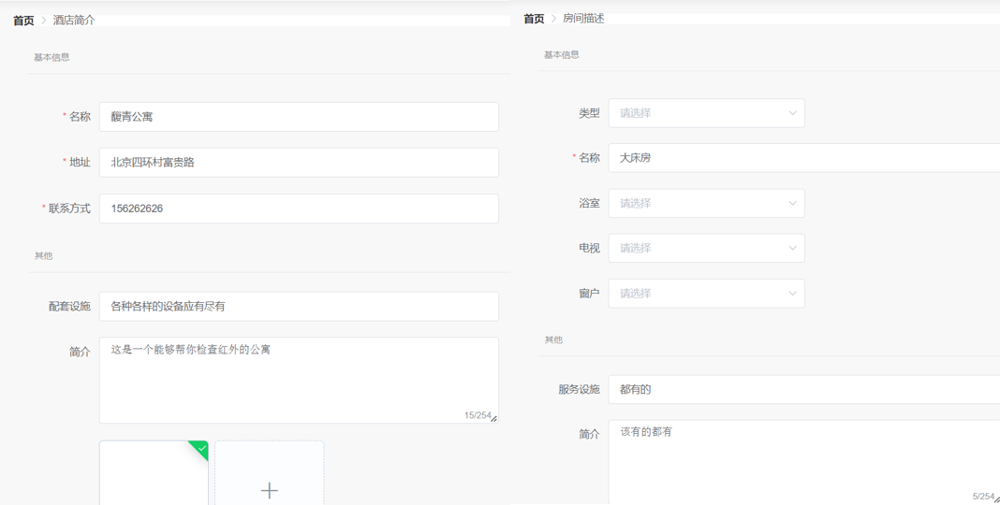 首页 > 酒店简介
基本信息
* 名称 馥青公寓
* 地址 北京四环村富贵路
* 联系方式 156262626
其他
配套设施 各种各样的设备应有尽有
简介 这是一个能够帮你检查红外的公寓
15/254
首页 > 房间描述
基本信息
类型 请选择
* 名称 大床房
浴室 请选择
电视 请选择
窗户 请选择
其他
服务设施 都有的
简介 该有的都有
5/254